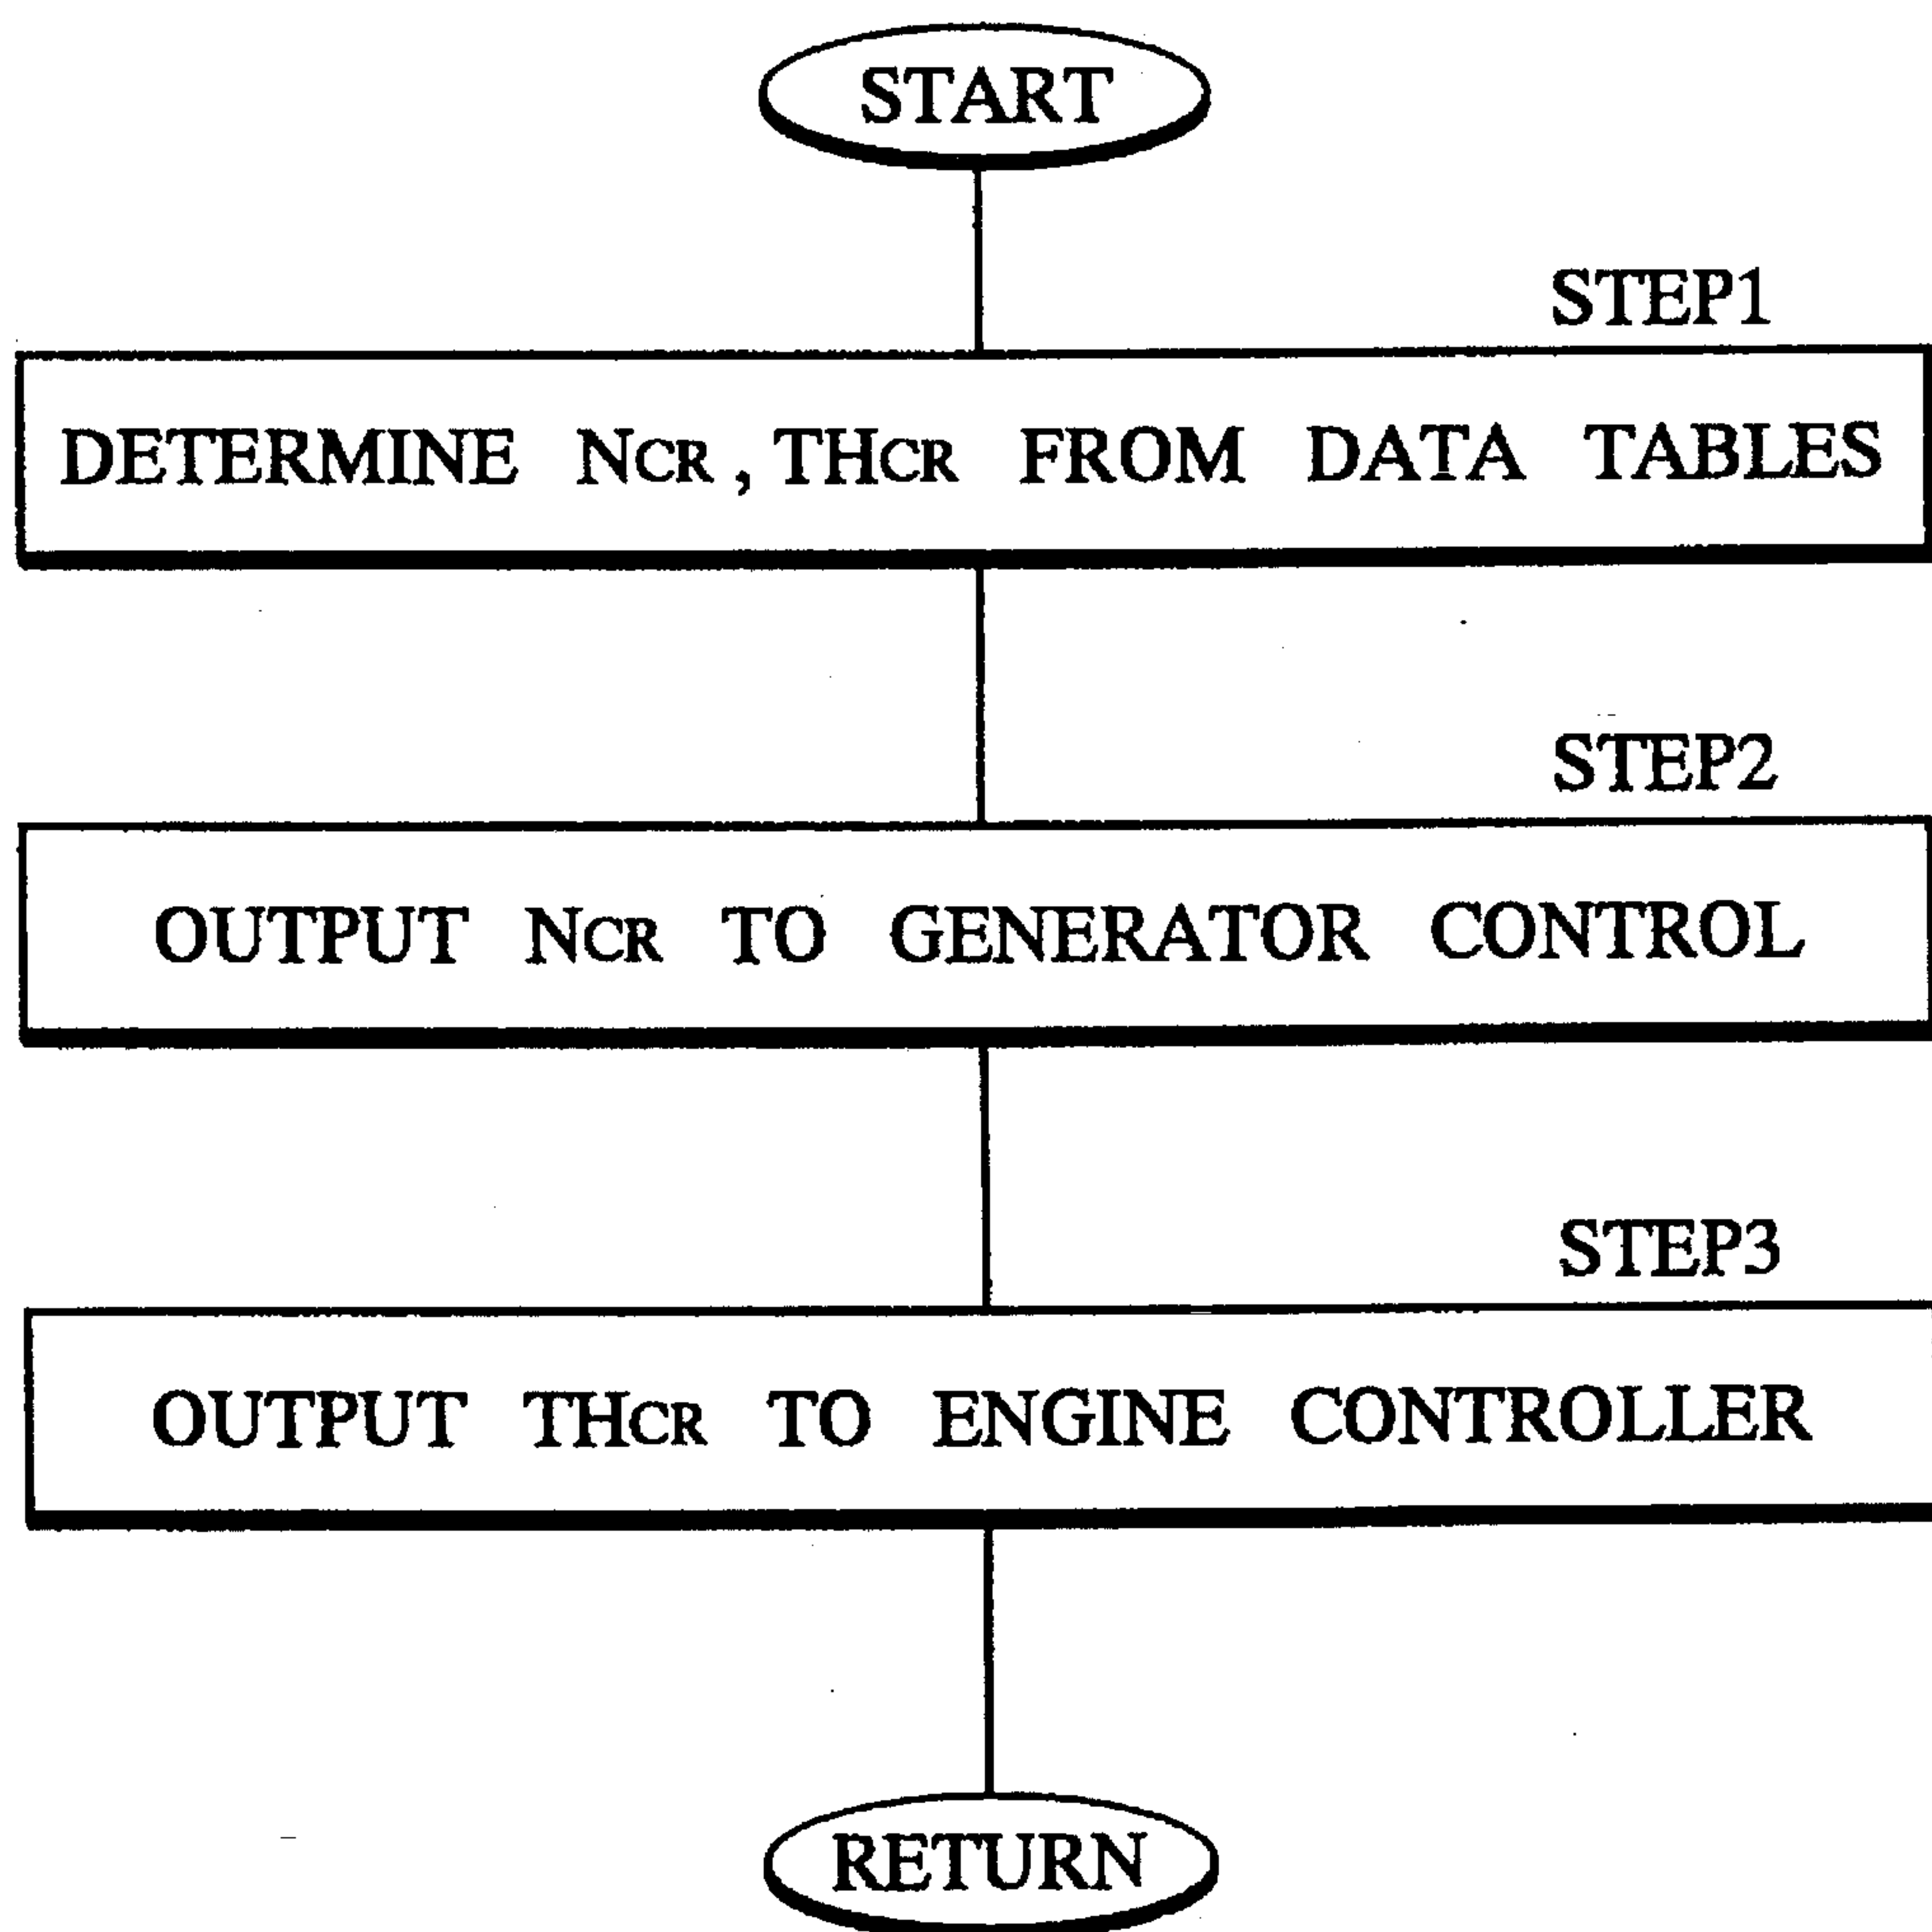 START
STEP1
DETERMINE NCR, THCR FROM DATA TABLES
STEP2
OUTPUT NCR TO GENERATOR CONTROL
STEP3
OUTPUT THCR TO ENGINE CONTROLLER
RETURN